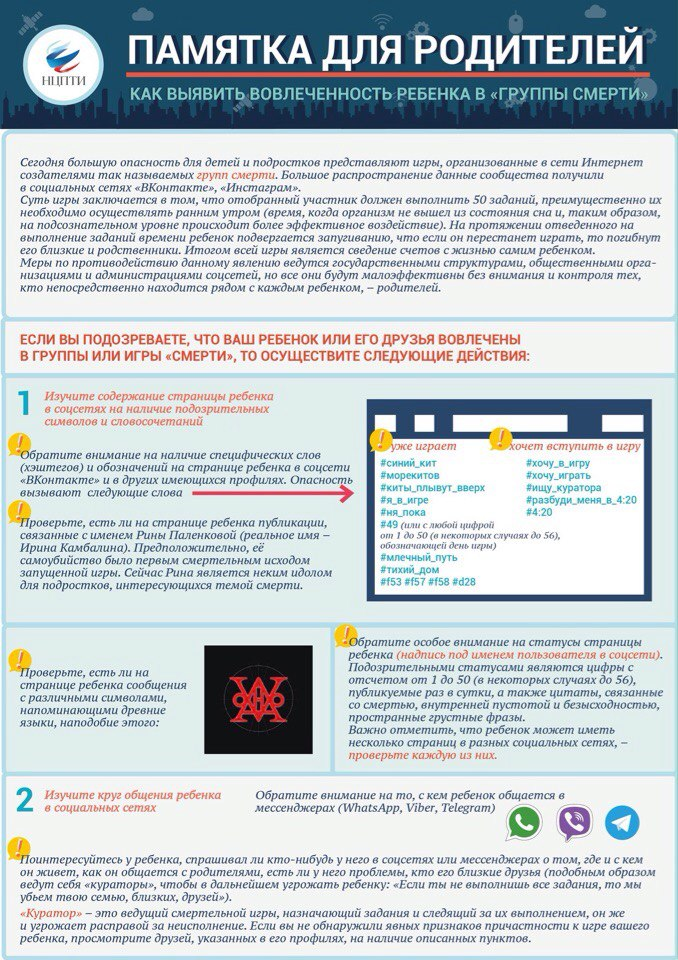 НЦПТИ
ПАМЯТКА ДЛЯ РОДИТЕЛЕЙ
КАК ВЫЯВИТЬ ВОВЛЕЧЕННОСТЬ РЕБЕНКА В «ГРУППЫ СМЕРТИ»
Сегодня большую опасность для детей и подростков представляют игры, организованные в сети Интернет
создателями так называемых групп смерти. Большое распространение данные сообщества получили
в социальных сетях «ВКонтакте», «Инстаграм».
Суть игры заключается в том, что отобранный участник должен выполнить 50 заданий, преимущественно их
необходимо осуществлять ранним утром (время, когда организм не вышел из состояния сна и, таким образом,
на подсознательном уровне происходит более эффективное воздействие). На протяжении отведенного на
выполнение заданий времени ребенок подвергается запугиванию, что если он перестанет играть, то погибнут
его близкие и родственники. Итогом всей игры является сведение счетов с жизнью самим ребенком.
Меры по противодействию данному явлению ведутся государственными структурами, общественными орга-
низациями и администрациями соцсетей, но все они будут малоэффективны без внимания и контроля тех,
кто непосредственно находится рядом с каждым ребенком, – родителей.
ЕСЛИ ВЫ ПОДОЗРЕВАЕТЕ, ЧТО ВАШ РЕБЕНОК ИЛИ ЕГО ДРУЗЬЯ ВОВЛЕЧЕНЫ
В ГРУППЫ ИЛИ ИГРЫ «СМЕРТИ», ТО ОСУЩЕСТВИТЕ СЛЕДУЮЩИЕ ДЕЙСТВИЯ:
1 Изучите содержание страницы ребенка
в соцсетях на наличие подозрительных
символов и словосочетаний
! Обратите внимание на наличие специфических слов
(хэштегов) и обозначений на странице ребенка в соцсети
«ВКонтакте» и в других имеющихся профилях. Опасность
вызывают следующие слова
! Проверьте, есть ли на странице ребенка публикации,
связанные с именем Рины Паленковой (реальное имя –
Ирина Камбалина). Предположительно, её
самоубийство было первым смертельным исходом
запущенной игры. Сейчас Рина является неким идолом
для подростков, интересующихся темой смерти.
! уже играет
#синий_кит
#морекитов
#киты_плывут_вверх
#я_в_игре
#ня_пока
#49 (или с любой цифрой
от 1 до 50 (в некоторых случаях до 56),
обозначающей день игры)
#млечный_путь
#тихий_дом
#f53 #f57 #f58 #d28
! хочет вступить в игру
#хочу_в_игру
#хочу_играть
#ищу_куратора
#разбуди_меня_в_4:20
#4:20
! Проверьте, есть ли на
странице ребенка сообщения
с различными символами,
напоминающими древние
языки, наподобие этого:
! Обратите особое внимание на статусы страницы
ребенка (надпись под именем пользователя в соцсети).
Подозрительными статусами являются цифры с
отсчетом от 1 до 50 (в некоторых случаях до 56),
публикуемые раз в сутки, а также цитаты, связанные
со смертью, внутренней пустотой и безысходностью,
пространные грустные фразы.
Важно отметить, что ребенок может иметь
несколько страниц в разных социальных сетях, –
проверьте каждую из них.
2 Изучите круг общения ребенка
в социальных сетях
Обратите внимание на то, с кем ребенок общается в
мессенджерах (WhatsApp, Viber, Telegram)
! Поинтересуйтесь у ребенка, спрашивал ли кто-нибудь у него в соцсетях или мессенджерах о том, где и с кем
он живет, как он общается с родителями, есть ли у него проблемы, кто его близкие друзья (подобным образом
ведут себя «кураторы», чтобы в дальнейшем угрожать ребенку: «Если ты не выполнишь все задания, то мы
убьем твою семью, близких, друзей»).
«Куратор» – это ведущий смертельной игры, назначающий задания и следящий за их выполнением, он же
и угрожает расправой за неисполнение. Если вы не обнаружили явных признаков причастности к игре вашего
ребенка, просмотрите друзей, указанных в его профилях, на наличие описанных пунктов.